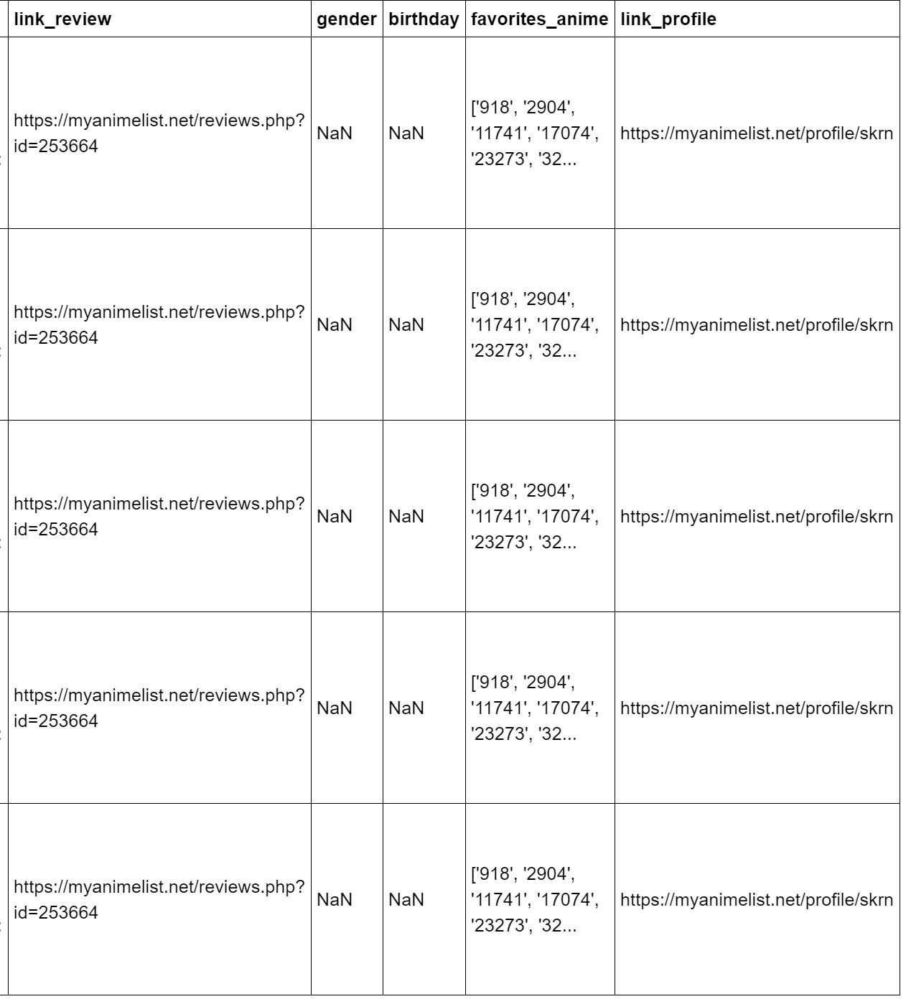 link_review gender birthday favorites_anime link_profile
https://myanimelist.net/reviews.php?
id=253664
NaN
NaN
['918', '2904',
'11741', '17074',
'23273', '32...
https://myanimelist.net/profile/skrn
https://myanimelist.net/reviews.php?
id=253664
NaN
NaN
['918', '2904',
'11741', '17074',
'23273', '32...
https://myanimelist.net/profile/skrn
https://myanimelist.net/reviews.php?
id=253664
NaN
NaN
['918', '2904',
'11741', '17074',
'23273', '32...
https://myanimelist.net/profile/skrn
https://myanimelist.net/reviews.php?
id=253664
NaN
NaN
['918', '2904',
'11741', '17074',
'23273', '32...
https://myanimelist.net/profile/skrn
https://myanimelist.net/reviews.php?
id=253664
NaN
NaN
['918', '2904',
'11741', '17074',
'23273', '32...
https://myanimelist.net/profile/skrn